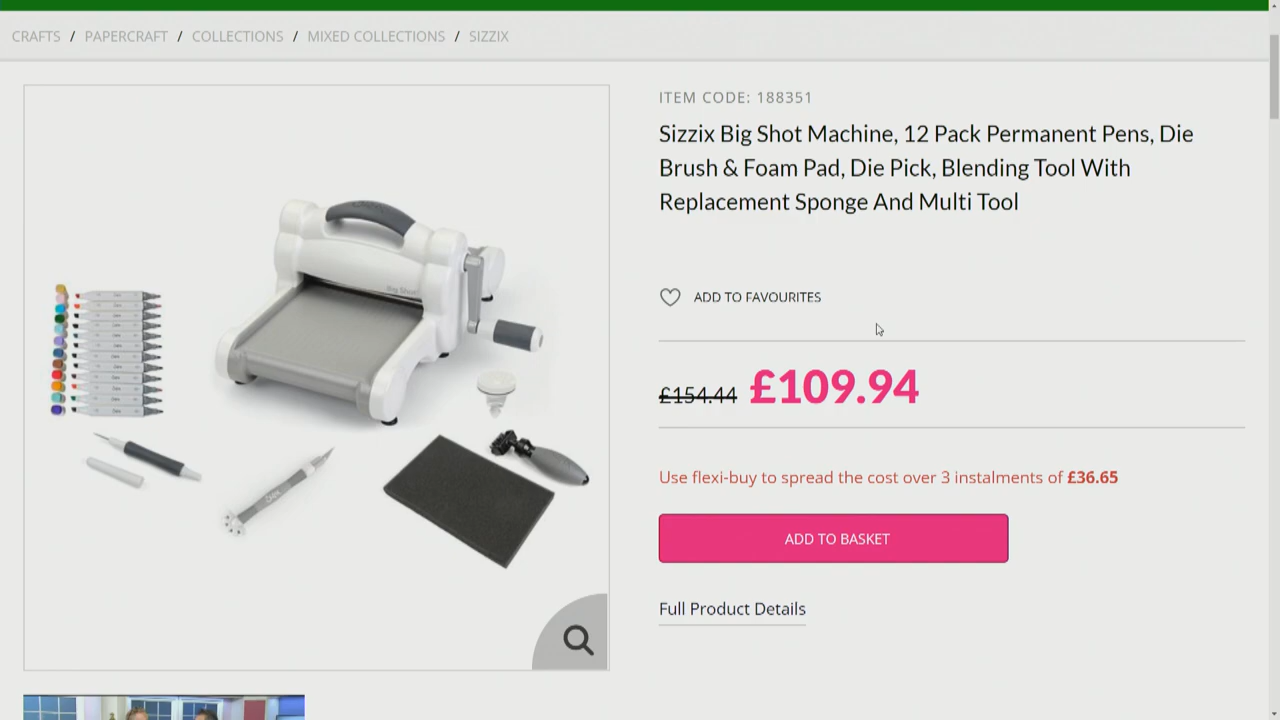 CRAFTS / PAPERCRAFT / COLLECTIONS / MIXED COLLECTIONS / SIZZIX
ITEM CODE: 188351
Sizzix Big Shot Machine, 12 Pack Permanent Pens, Die
Brush & Foam Pad, Die Pick, Blending Tool With
Replacement Sponge And Multi Tool
ADD TO FAVOURITES
£154.44 £109.94
Use flexi-buy to spread the cost over 3 instalments of £36.65
ADD TO BASKET
Full Product Details
Big Shot